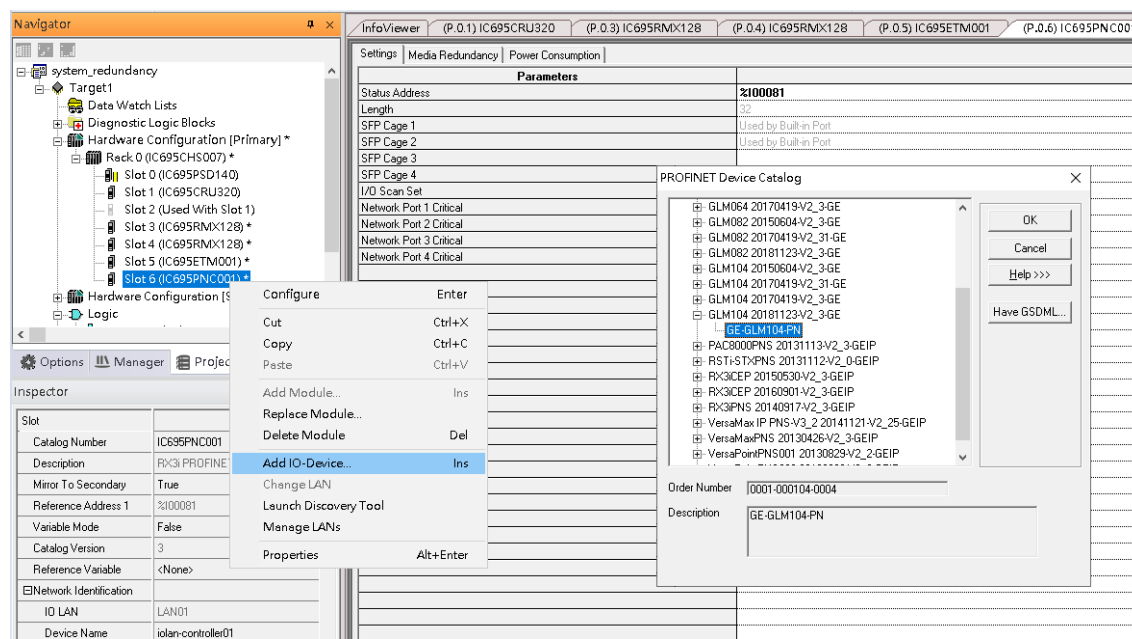 Navigator
system_redundancy
Target1
Data Watch Lists
Diagnostic Logic Blocks
Hardware Configuration [Primary] *
Rack 0 (IC695CHS007) *
Slot 0 (IC695PSD140)
Slot 1 (IC695CRU320)
Slot 2 (Used With Slot 1)
Slot 3 (IC695RMX128) *
Slot 4 (IC695RMX128) *
Slot 5 (IC695ETM001) *
Slot 6 (IC695PNC001) *
Hardware Configuration [S
Logic
Options
Manager
Projec
Inspector
Slot
Catalog Number IC695PNC001
Description RX3i PROFINE
Mirror To Secondary True
Reference Address 1 %I00081
Variable Mode False
Catalog Version 3
Reference Variable <None>
Network Identification
IO LAN LAN01
Device Name iolan-controller01
Configure Enter
Cut Ctrl+X
Copy Ctrl+C
Paste Ctrl+V
Add Module... Ins
Replace Module...
Delete Module Del
Add IO-Device... Ins
Change LAN
Launch Discovery Tool
Manage LANs
Properties Alt+Enter
InfoViewer (P.0.1) IC695CRU320 (P.0.3) IC695RMX128 (P.0.4) IC695RMX128 (P.0.5) IC695ETM001 (P.0.6) IC695PNC00
Settings Media Redundancy Power Consumption
Parameters
Status Address %I00081
Length 32
SFP Cage 1 Used by Built-in Port
SFP Cage 2 Used by Built-in Port
SFP Cage 3
SFP Cage 4
I/O Scan Set
Network Port 1 Critical
Network Port 2 Critical
Network Port 3 Critical
Network Port 4 Critical
PROFINET Device Catalog
GLM064 20170419-V2_3-GE
GLM082 20150604-V2_3-GE
GLM082 20170419-V2_31-GE
GLM082 20181123-V2_3-GE
GLM104 20150604-V2_3-GE
GLM104 20170419-V2_31-GE
GLM104 20170419-V2_3-GE
GLM104 20181123-V2_3-GE
GE-GLM104-PN
PAC8000PNS 20131113-V2_3-GEIP
RSTi-STXPNS 20131112-V2_0-GEIP
RX3iCEP 20150530-V2_3-GEIP
RX3iCEP 20160901-V2_3-GEIP
RX3iPNS 20140917-V2_3-GEIP
VersaMax IP PNS-V3_2 20141121-V2_25-GEIP
VersaMaxPNS 20130426-V2_3-GEIP
VersaPointPNS001 20130829-V2_2-GEIP
OK
Cancel
Help >>>
Have GSDML...
Order Number 0001-000104-0004
Description GE-GLM104-PN